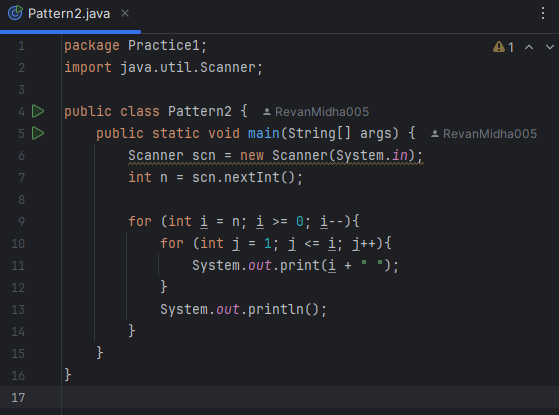 Pattern2.java
1 package Practice1; 1
2 import java.util.Scanner;
3
4 public class Pattern2 { RevanMidha005
5 public static void main(String[] args) { RevanMidha005
6 Scanner scn = new Scanner(System.in);
7 int n = scn.nextInt();
8
9 for (int i = n; i >= 0; i--){
10 for (int j = 1; j <= i; j++){
11 System.out.print(i + " ");
12 }
13 System.out.println();
14 }
15 }
16 }
17